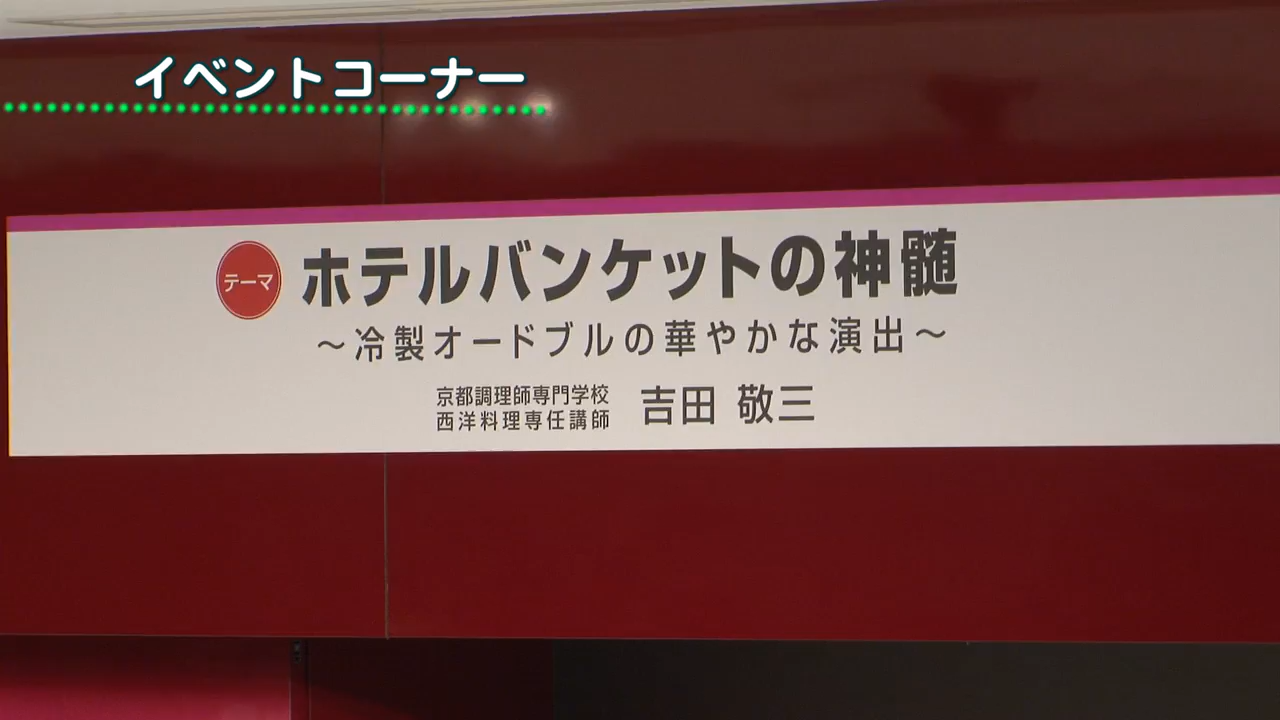 イベントコーナー
テーマ ホテルバンケットの神髄
～冷製オードブルの華やかな演出～
京都調理師専門学校
西洋料理専任講師 吉田 敬三